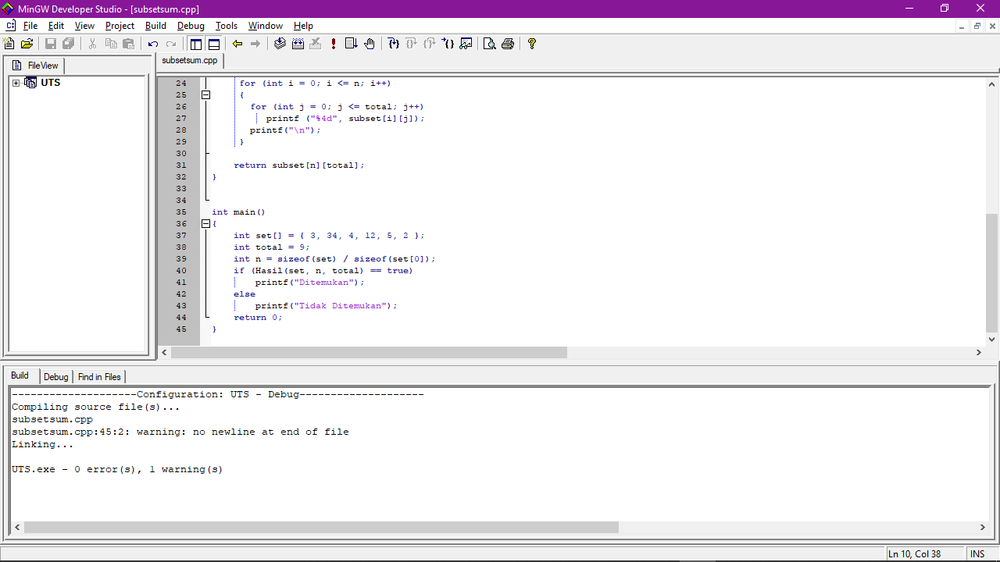 MinGW Developer Studio - [subsetsum.cpp]
File Edit View Project Build Debug Tools Window Help
FileView
UTS
subsetsum.cpp
24 for (int i = 0; i <= n; i++)
25 {
26 for (int j = 0; j <= total; j++)
27 printf ("%4d", subset[i][j]);
28 printf("\n");
29 }
30
31 return subset[n][total];
32 }
33
34
35 int main()
36 {
37 int set[] = { 3, 34, 4, 12, 5, 2 };
38 int total = 9;
39 int n = sizeof(set) / sizeof(set[0]);
40 if (Hasil(set, n, total) == true)
41 printf("Ditemukan");
42 else
43 printf("Tidak Ditemukan");
44 return 0;
45 }
Build Debug Find in Files
--------------------Configuration: UTS - Debug--------------------
Compiling source file(s)...
subsetsum.cpp
subsetsum.cpp:45:2: warning: no newline at end of file
Linking...
UTS.exe - 0 error(s), 1 warning(s)
Ln 10, Col 38 INS